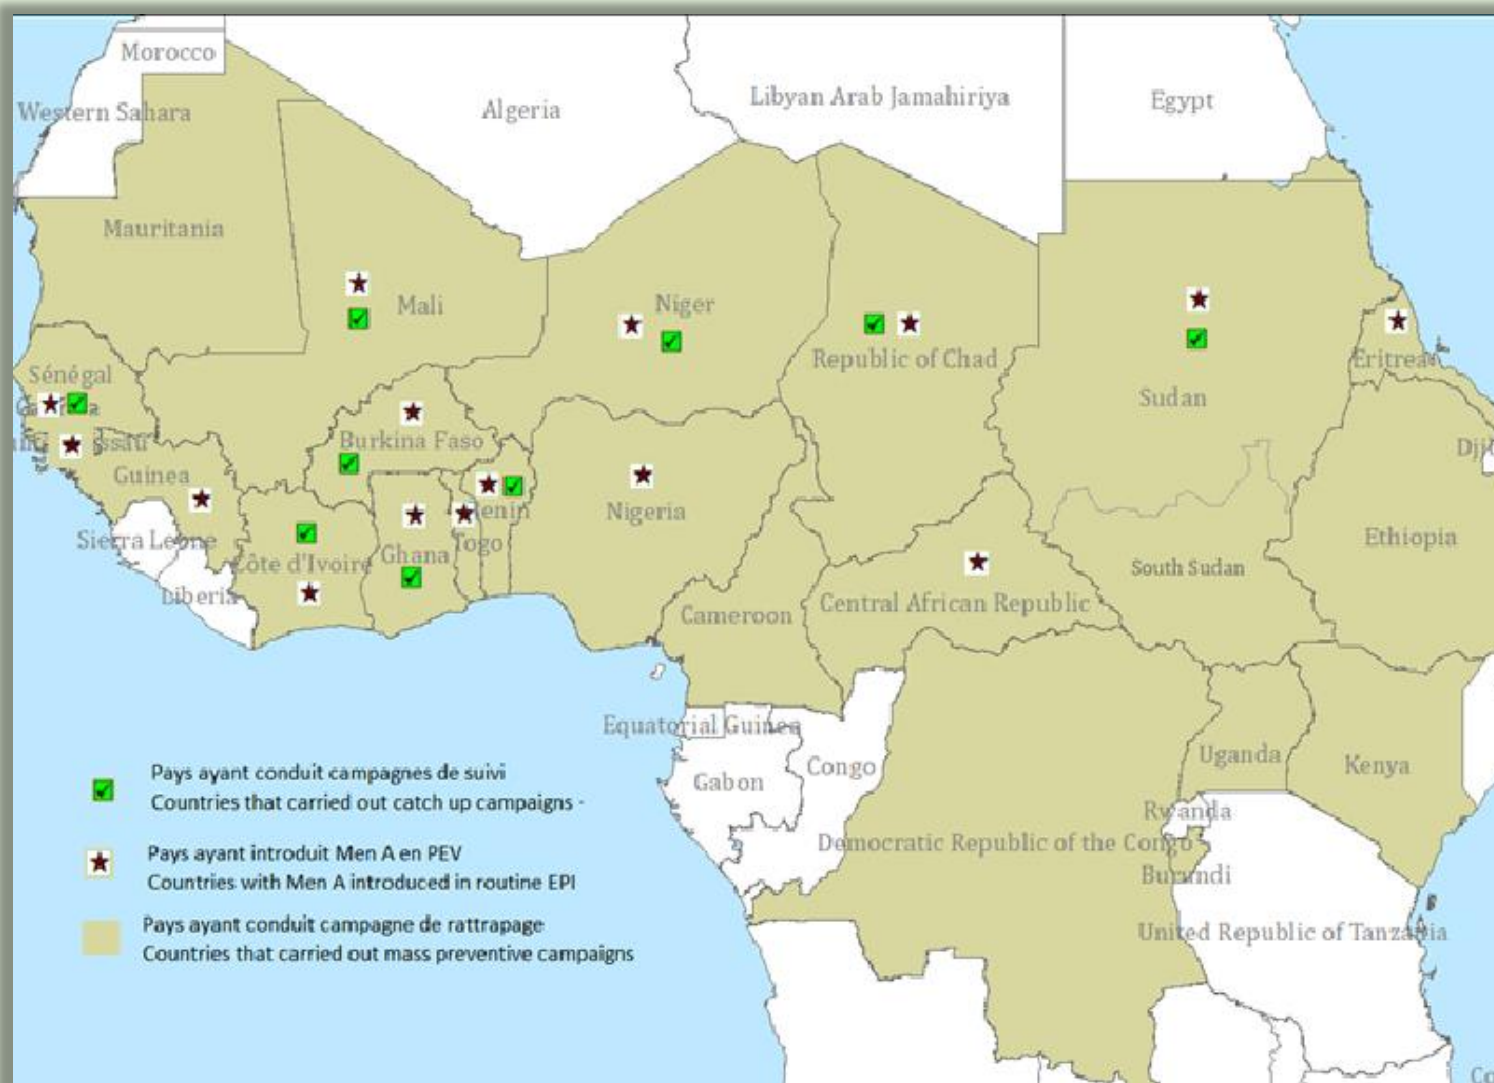 Morocco
Western Sahara
Algeria
Libyan Arab Jamahiriya
Egypt
Mauritania
Mali
Niger
Republic of Chad
Sudan
Eritrea
Sénégal
Burkina Faso
Guinea
Nigeria
Ethiopia
Sierra Leone
Côte d'Ivoire
Ghana
Togo
South Sudan
Liberia
Cameroon
Central African Republic
Equatorial Guinea
Gabon
Congo
Uganda
Kenya
Rwanda
Democratic Republic of the Congo
Burundi
United Republic of Tanzania
Pays ayant conduit campagnes de suivi
Countries that carried out catch up campaigns -
Pays ayant introduit Men A en PEV
Countries with Men A introduced in routine EPI
Pays ayant conduit campagne de rattrapage
Countries that carried out mass preventive campaigns